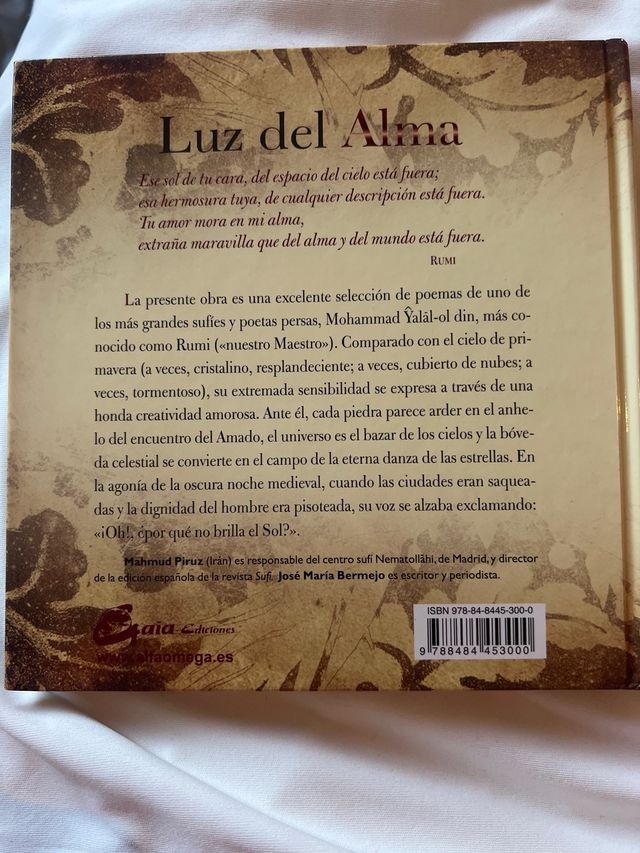 Luz del Alma
Ese sol de tu cara, del espacio del cielo está fuera;
esa hermosura tuya, de cualquier descripción está fuera.
Tu amor mora en mi alma,
extraña maravilla que del alma y del mundo está fuera.
RUMI
La presente obra es una excelente selección de poemas de uno de
los más grandes sufíes y poetas persas, Mohammad Ŷalāl-ol din, más co-
nocido como Rumi («nuestro Maestro»). Comparado con el cielo de pri-
mavera (a veces, cristalino, resplandeciente; a veces, cubierto de nubes; a
veces, tormentoso), su extremada sensibilidad se expresa a través de una
honda creatividad amorosa. Ante él, cada piedra parece arder en el anhe-
lo del encuentro del Amado, el universo es el bazar de los cielos y la bóve-
da celestial se convierte en el campo de la eterna danza de las estrellas. En
la agonía de la oscura noche medieval, cuando las ciudades eran saquea-
das y la dignidad del hombre era pisoteada, su voz se alzaba exclamando:
«¡Oh!, ¿por qué no brilla el Sol?».
Mahmud Piruz (Irán) es responsable del centro sufí Nematollāhi, de Madrid, y director
de la edición española de la revista Sufí. José María Bermejo es escritor y periodista.
Gaia Ediciones
www.alfaomega.es
ISBN 978-84-8445-300-0
9 788484 453000